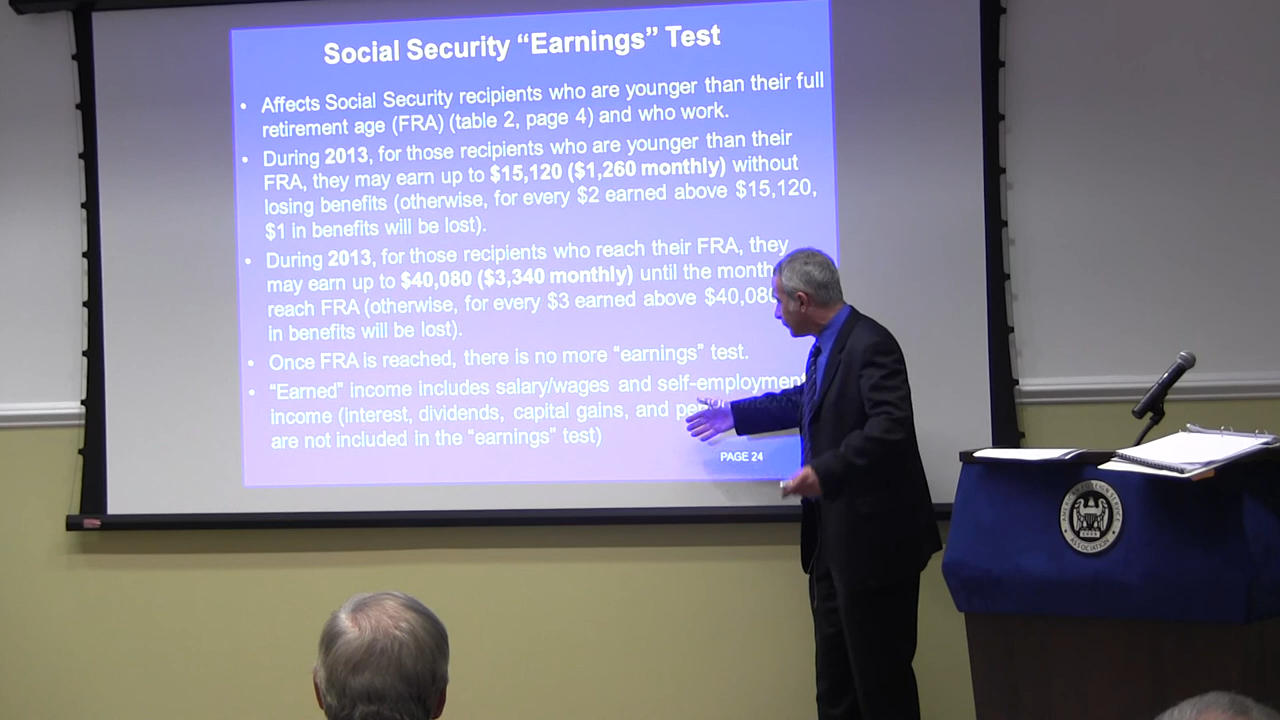 Social Security “Earnings” Test
• Affects Social Security recipients who are younger than their full
retirement age (FRA) (table 2, page 4) and who work.
• During 2013, for those recipients who are younger than their
FRA, they may earn up to $15,120 ($1,260 monthly) without
losing benefits (otherwise, for every $2 earned above $15,120,
$1 in benefits will be lost).
• During 2013, for those recipients who reach their FRA, they
may earn up to $40,080 ($3,340 monthly) until the month
reach FRA (otherwise, for every $3 earned above $40,080
in benefits will be lost).
• Once FRA is reached, there is no more “earnings” test.
• “Earned” income includes salary/wages and self-employment
income (interest, dividends, capital gains, and
are not included in the “earnings” test)
PAGE 24
AMERICAN FOREIGN SERVICE
ASSOCIATION